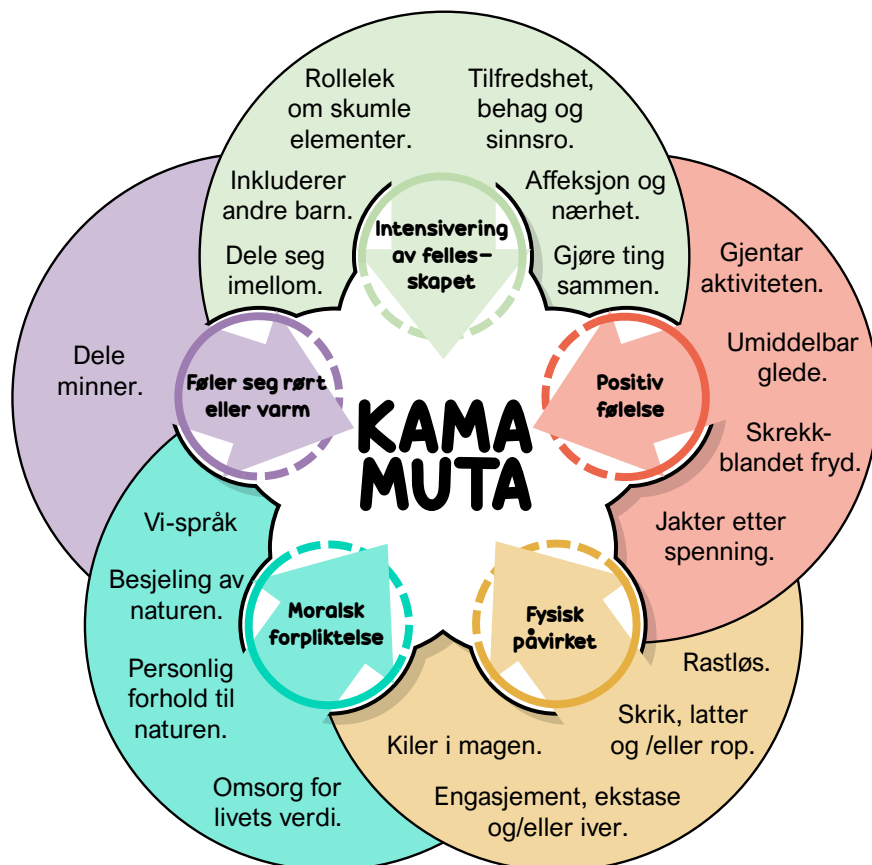 Rollelek
om skumle
elementer.
Tilfredshet,
behag og
sinnsro.
Inkluderer
andre barn.
Affeksjon og
nærhet.
Dele seg
imellom.
Gjøre ting
sammen.
Intensivering
av felles-
skapet
Gjentar
aktiviteten.
Umiddelbar
glede.
Skrekk-
blandet fryd.
Jakter etter
spenning.
Positiv
følelse
Dele
minner.
Føler seg rørt
eller varm
KAMA
MUTA
Vi-språk
Besjeling av
naturen.
Personlig
forhold til
naturen.
Omsorg for
livets verdi.
Moralsk
forpliktelse
Fysisk
påvirket
Rastløs.
Skrik, latter
og /eller rop.
Kiler i magen.
Engasjement, ekstase
og/eller iver.